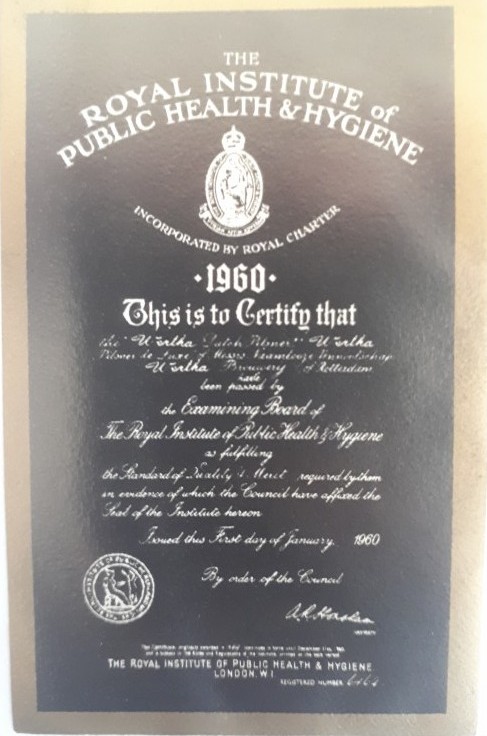 THE
ROYAL INSTITUTE of
PUBLIC HEALTH & HYGIENE
INCORPORATED BY ROYAL CHARTER
·1960·
This is to Certify that
the "Dutch Pilsner"
Pilsner de Luxe of Messrs
Brouwery of Rotterdam
have
been passed by
the Examining Board of
The Royal Institute of Public Health & Hygiene
as fulfilling
the Standard of Quality & Merit required by them
in evidence of which the Council have affixed the
Seal of the Institute hereon
Issued this First day of January 1960
By order of the Council
THE ROYAL INSTITUTE OF PUBLIC HEALTH & HYGIENE
LONDON. W.1
REGISTERED NUMBER